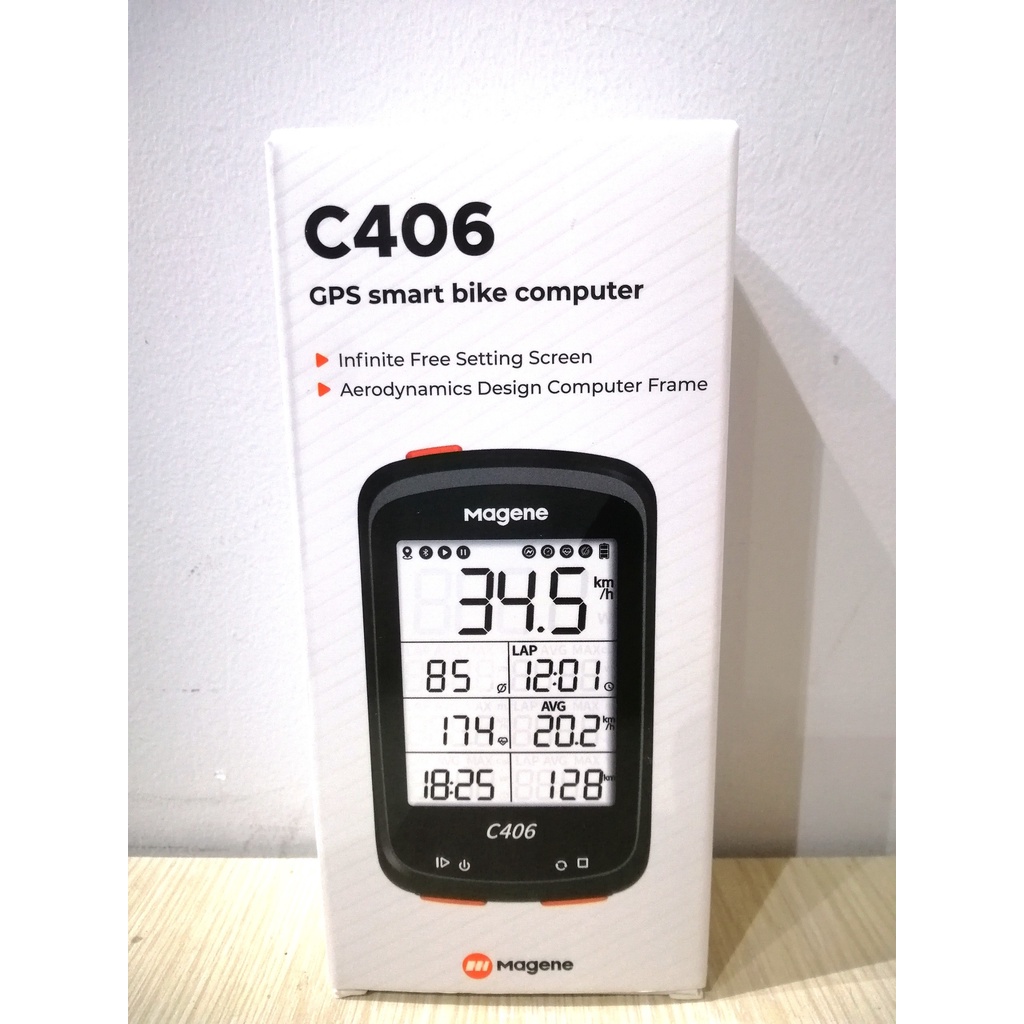 C406
GPS smart bike computer
Infinite Free Setting Screen
Aerodynamics Design Computer Frame
magene
34.5 km/h
LAP
85 12:01
AVG
174 20.2 km/h
18:25 128 km
C406
magene